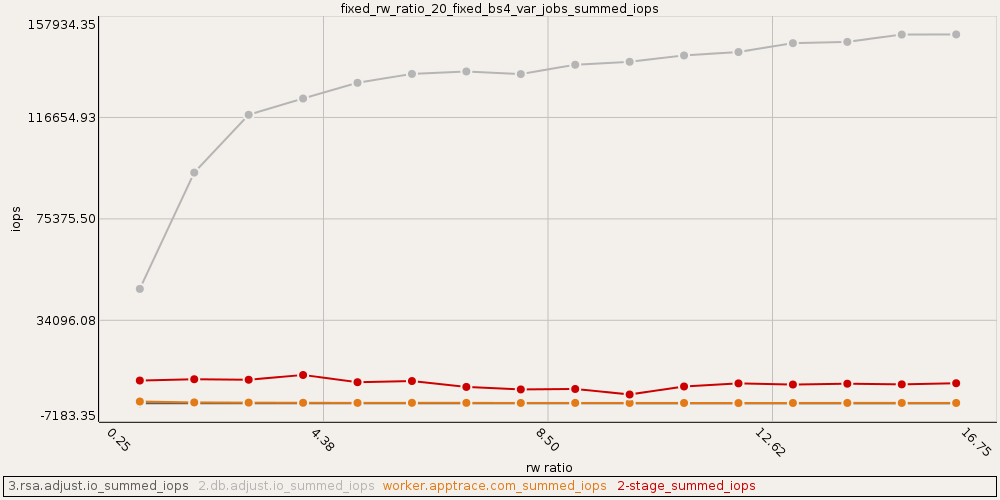 fixed_rw_ratio_20_fixed_bs4_var_jobs_summed_iops
157934.35
116654.93
75375.50
34096.08
-7183.35
iops
0.25
4.38
8.50
12.62
16.75
rw ratio
3.rsa.adjust.io_summed_iops 2.db.adjust.io_summed_iops worker.apptrace.com_summed_iops 2-stage_summed_iops